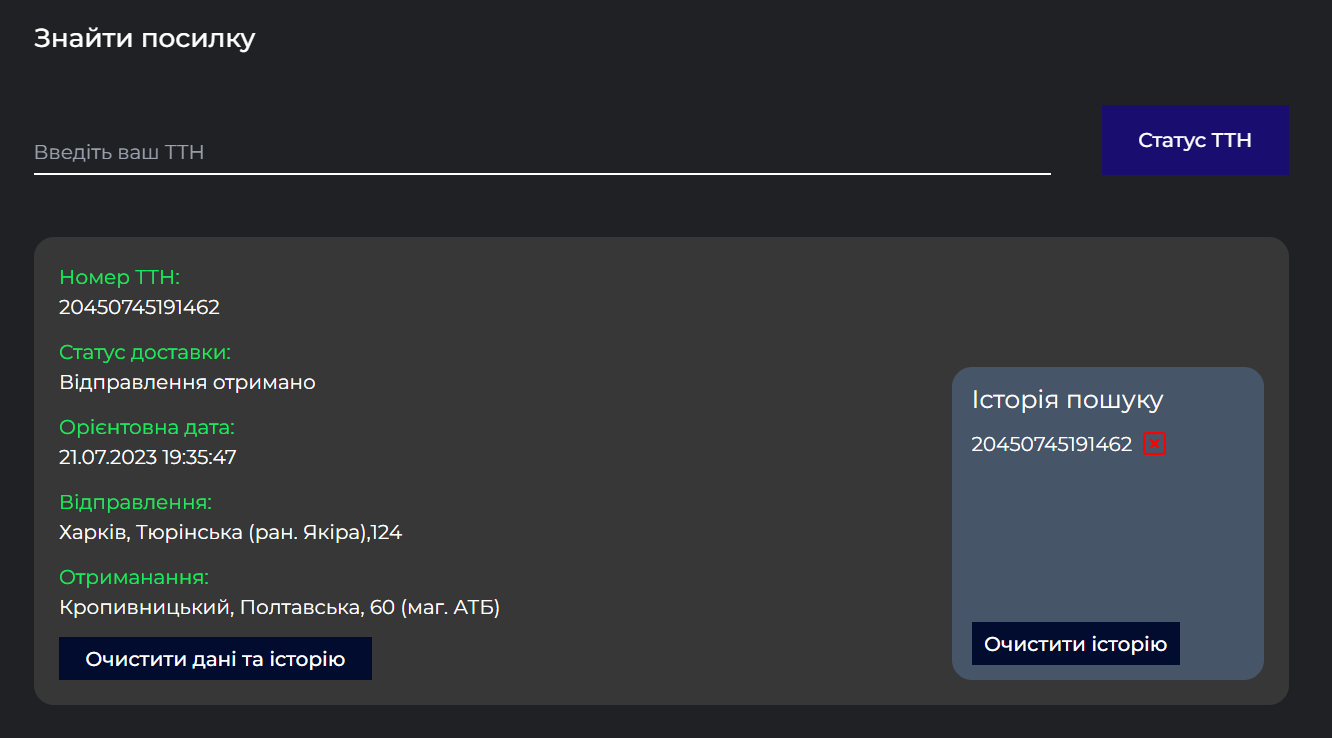 Знайти посилку
Введіть ваш ТТН
Статус ТТН
Номер ТТН:
20450745191462
Статус доставки:
Відправлення отримано
Орієнтовна дата:
21.07.2023 19:35:47
Відправлення:
Харків, Тюрінська (ран. Якіра),124
Отриманання:
Кропивницький, Полтавська, 60 (маг. АТБ)
Очистити дані та історію
Історія пошуку
20450745191462
Очистити історію